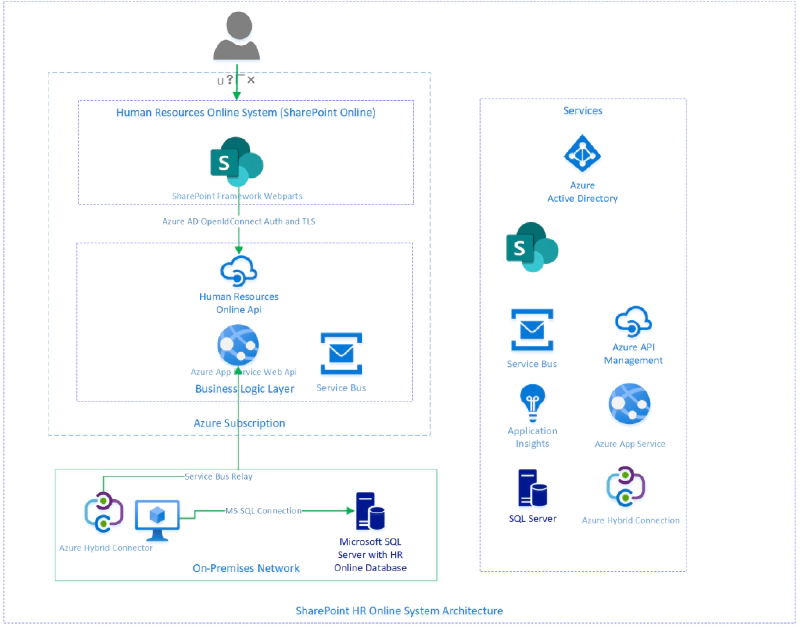 Human Resources Online System (SharePoint Online)
S
SharePoint Framework Webparts
Azure AD OpenIdConnect Auth and TLS
Human Resources
Online Api
Azure App Service Web Api
Business Logic Layer
Service Bus
Azure Subscription
Service Bus Relay
MS SQL Connection
Azure Hybrid Connector
Microsoft SQL
Server with HR
Online Database
On-Premises Network
Services
Azure
Active Directory
S
Service Bus
Azure API
Management
Application
Insights
Azure App Service
SQL Server
Azure Hybrid Connection
SharePoint HR Online System Architecture